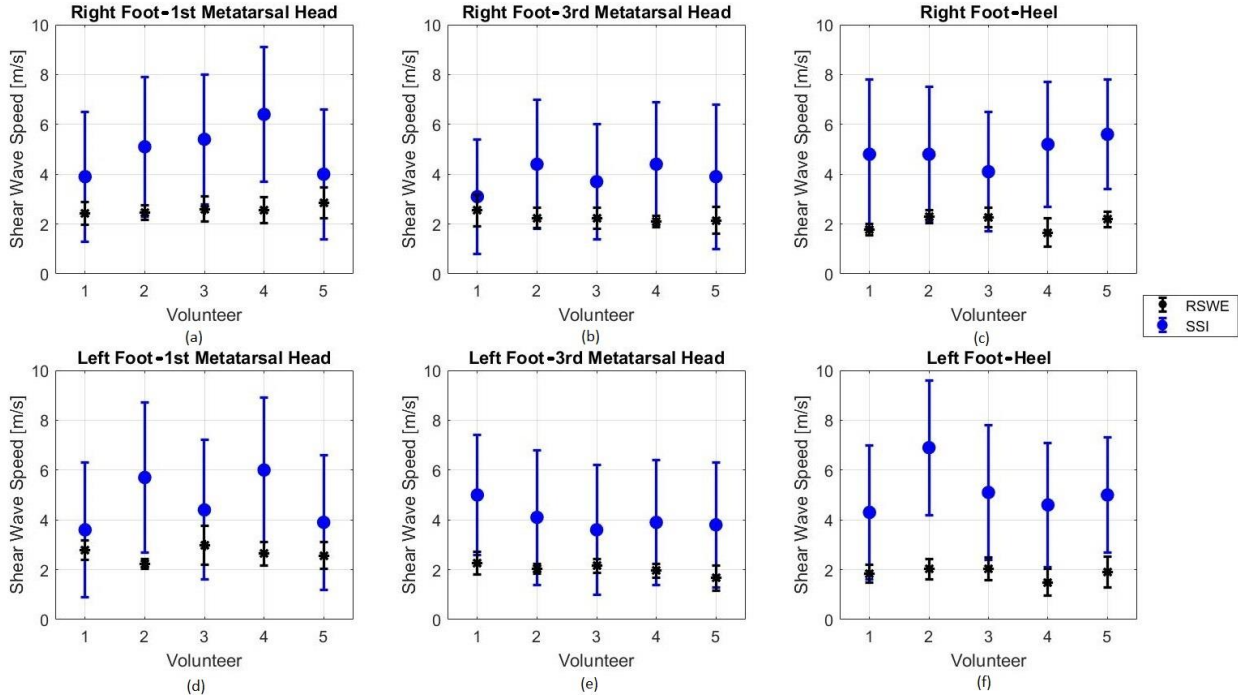 Right Foot-1st Metatarsal Head
10
8
6
4
2
0
Shear Wave Speed [m/s]
1 2 3 4 5
Volunteer
(a)
Right Foot-3rd Metatarsal Head
10
8
6
4
2
0
Shear Wave Speed [m/s]
1 2 3 4 5
Volunteer
(b)
Right Foot-Heel
10
8
6
4
2
0
Shear Wave Speed [m/s]
1 2 3 4 5
Volunteer
(c)
RSWE
SSI
Left Foot-1st Metatarsal Head
10
8
6
4
2
0
Shear Wave Speed [m/s]
1 2 3 4 5
Volunteer
(d)
Left Foot-3rd Metatarsal Head
10
8
6
4
2
0
Shear Wave Speed [m/s]
1 2 3 4 5
Volunteer
(e)
Left Foot-Heel
10
8
6
4
2
0
Shear Wave Speed [m/s]
1 2 3 4 5
Volunteer
(f)